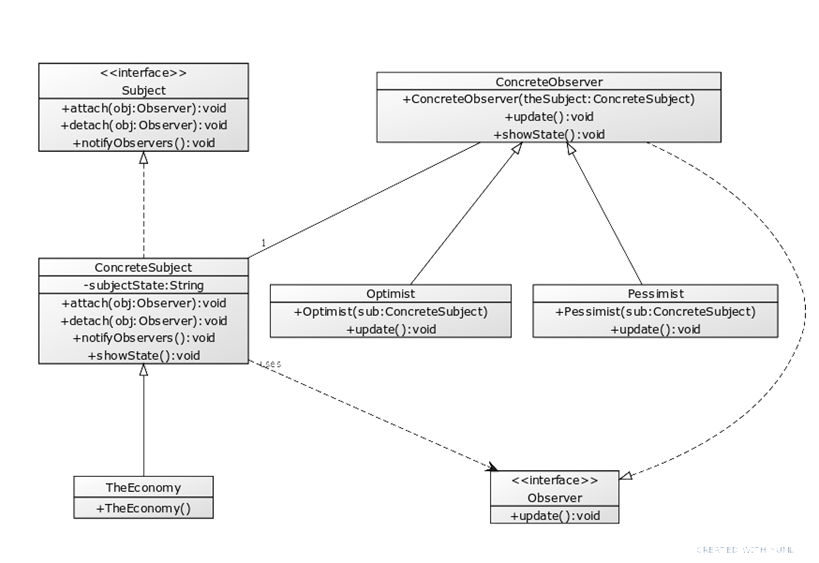 <<interface>>
Subject
+attach(obj:Observer):void
+detach(obj:Observer):void
+notifyObservers():void
ConcreteObserver
+ConcreteObserver(theSubject:ConcreteSubject)
+update():void
+showState():void
1
ConcreteSubject
-subjectState:String
+attach(obj:Observer):void
+detach(obj:Observer):void
+notifyObservers():void
+showState():void
Optimist
+Optimist(sub:ConcreteSubject)
+update():void
Pessimist
+Pessimist(sub:ConcreteSubject)
+update():void
uses
TheEconomy
+TheEconomy()
<<interface>>
Observer
+update():void
CREATED WITH YUML